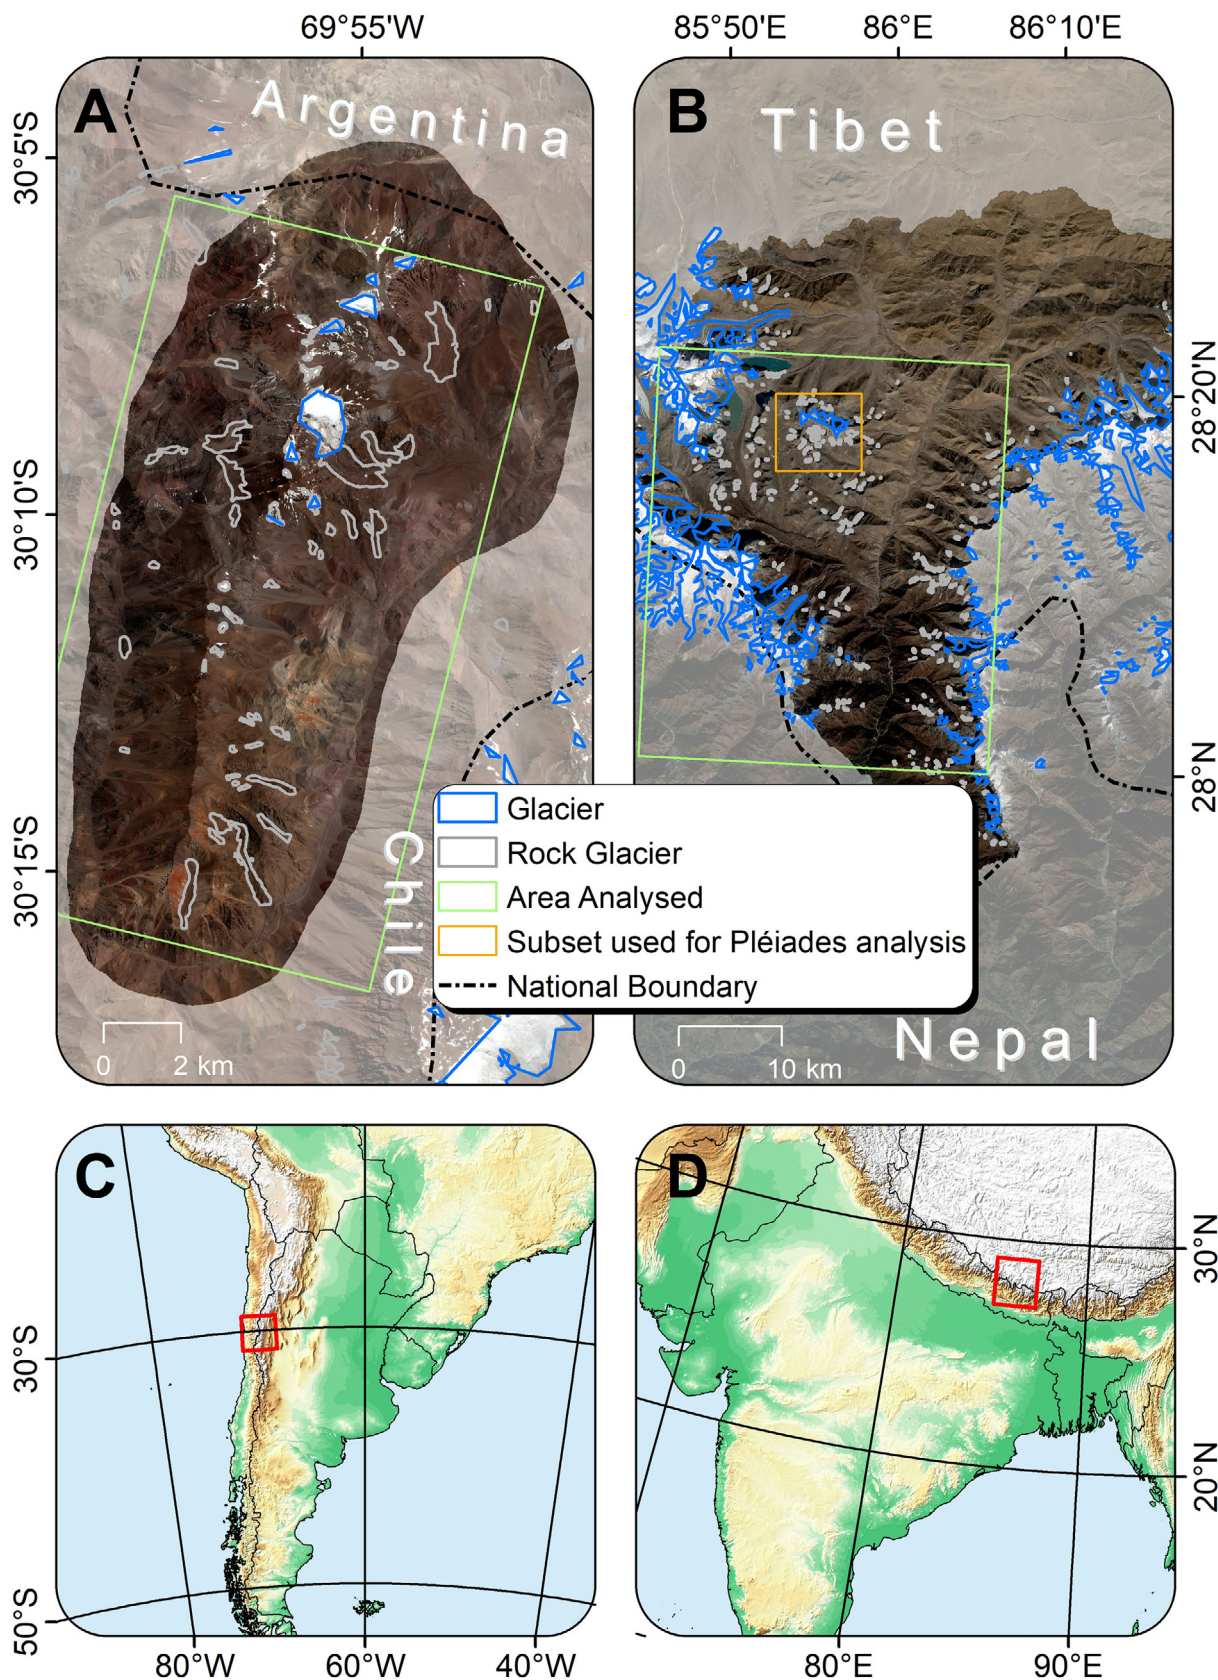 69°55'W
85°50'E
86°E
86°10'E
A
Argentina
B
Tibet
30°5'S
30°10'S
30°15'S
28°20'N
28°N
Chile
Glacier
Rock Glacier
Area Analysed
Subset used for Pléiades analysis
National Boundary
0
2 km
0
10 km
Nepal
C
D
30°S
50°S
30°N
20°N
80°W
60°W
40°W
80°E
90°E